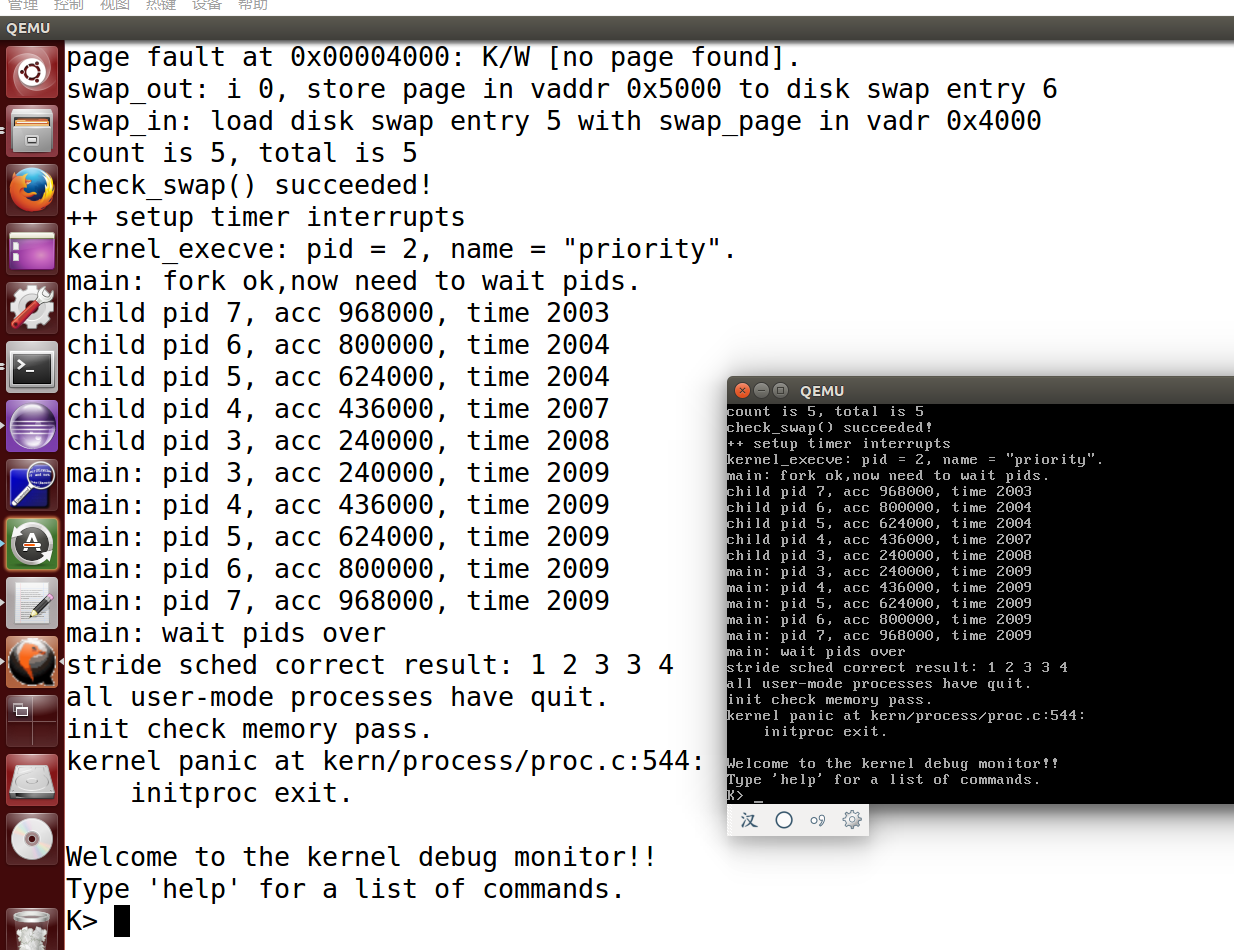 管理 控制 视图 热键 设备 帮助
QEMU
page fault at 0x00004000: K/W [no page found].
swap_out: i 0, store page in vaddr 0x5000 to disk swap entry 6
swap_in: load disk swap entry 5 with swap_page in vadr 0x4000
count is 5, total is 5
check_swap() succeeded!
++ setup timer interrupts
kernel_execve: pid = 2, name = "priority".
main: fork ok,now need to wait pids.
child pid 7, acc 968000, time 2003
child pid 6, acc 800000, time 2004
child pid 5, acc 624000, time 2004
child pid 4, acc 436000, time 2007
child pid 3, acc 240000, time 2008
main: pid 3, acc 240000, time 2009
main: pid 4, acc 436000, time 2009
main: pid 5, acc 624000, time 2009
main: pid 6, acc 800000, time 2009
main: pid 7, acc 968000, time 2009
main: wait pids over
stride sched correct result: 1 2 3 3 4
all user-mode processes have quit.
init check memory pass.
kernel panic at kern/process/proc.c:544:
    initproc exit.

Welcome to the kernel debug monitor!!
Type 'help' for a list of commands.
K>
QEMU
count is 5, total is 5
check_swap() succeeded!
++ setup timer interrupts
kernel_execve: pid = 2, name = "priority".
main: fork ok,now need to wait pids.
child pid 7, acc 968000, time 2003
child pid 6, acc 800000, time 2004
child pid 5, acc 624000, time 2004
child pid 4, acc 436000, time 2007
child pid 3, acc 240000, time 2008
main: pid 3, acc 240000, time 2009
main: pid 4, acc 436000, time 2009
main: pid 5, acc 624000, time 2009
main: pid 6, acc 800000, time 2009
main: pid 7, acc 968000, time 2009
main: wait pids over
stride sched correct result: 1 2 3 3 4
all user-mode processes have quit.
init check memory pass.
kernel panic at kern/process/proc.c:544:
    initproc exit.

Welcome to the kernel debug monitor!!
Type 'help' for a list of commands.
K> _
汉